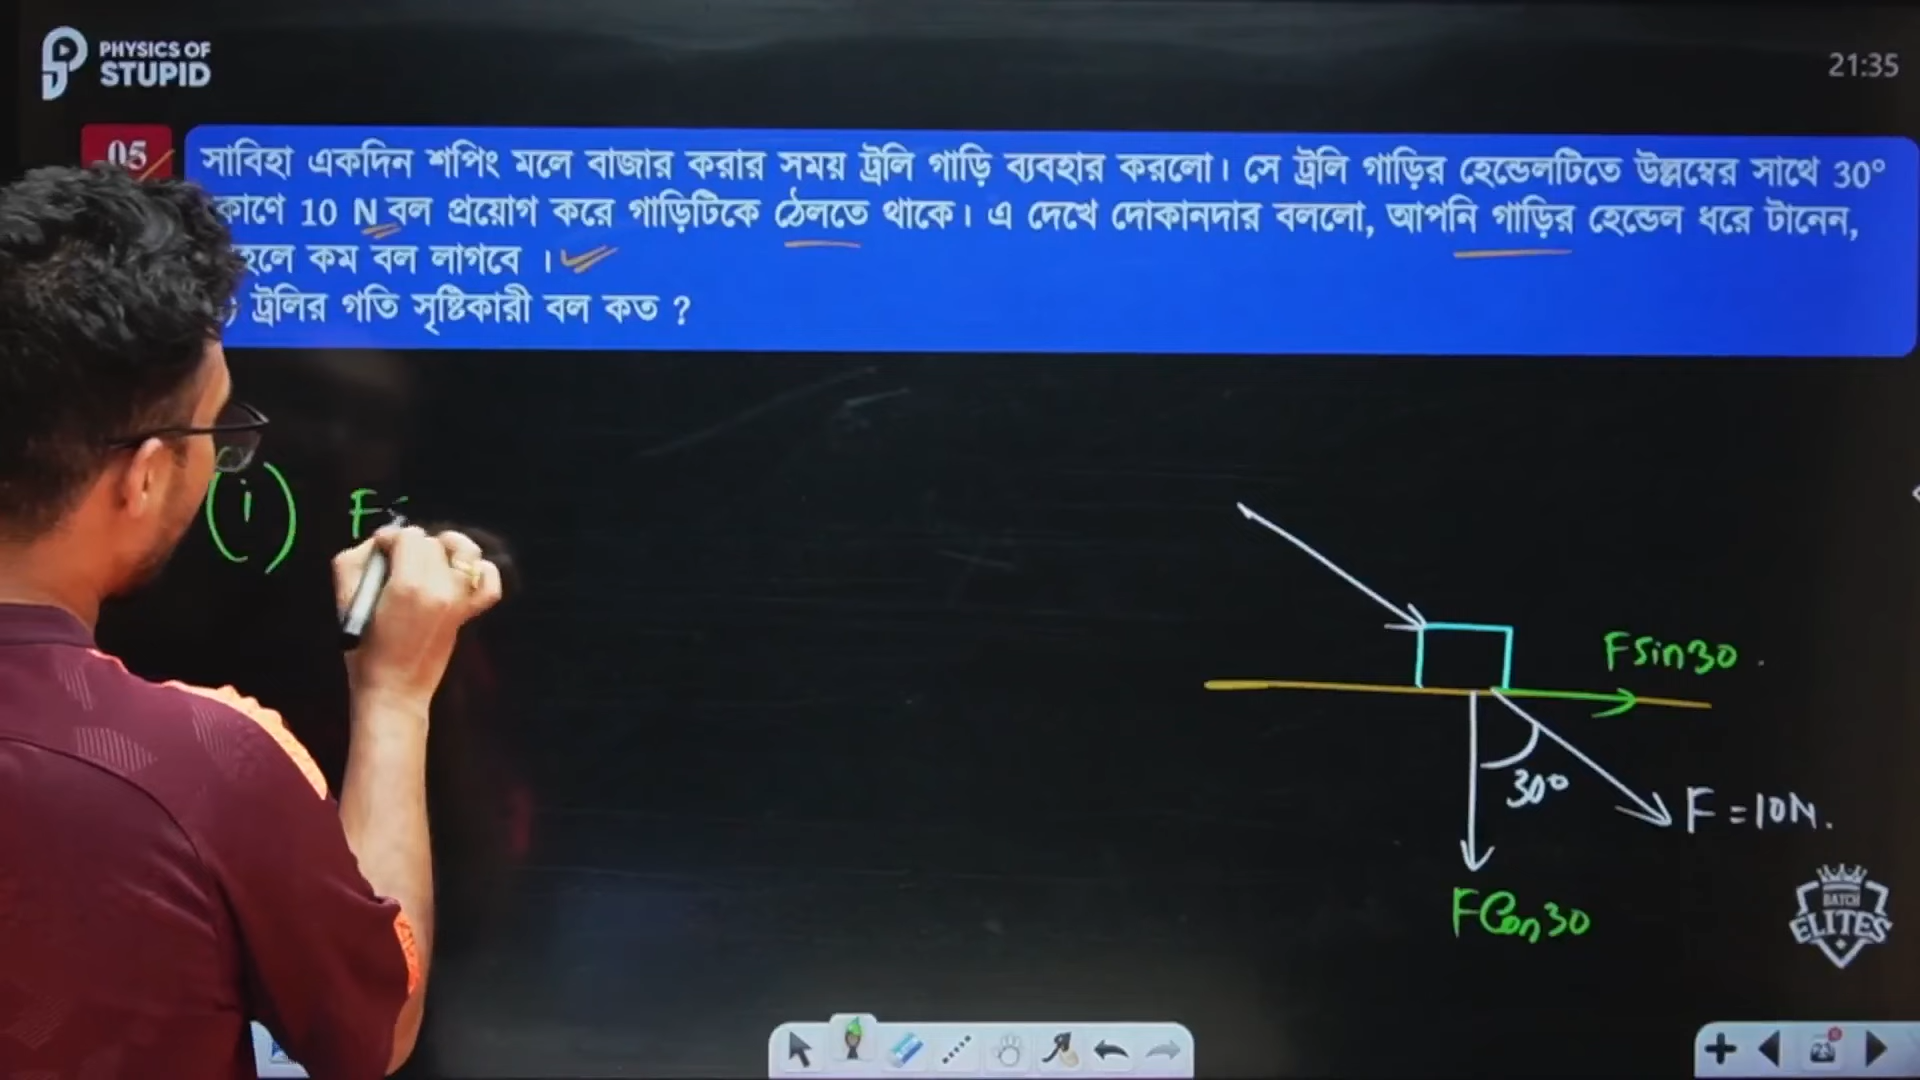 PHYSICS OF
STUPID
21:35
05
সাবিহা একদিন শপিং মলে বাজার করার সময় ট্রলি গাড়ি ব্যবহার করলো। সে ট্রলি গাড়ির হেন্ডেলটিতে উল্লম্বের সাথে 30°
কোণে 10 N বল প্রয়োগ করে গাড়িটিকে ঠেলতে থাকে। এ দেখে দোকানদার বললো, আপনি গাড়ির হেন্ডেল ধরে টানেন,
কম বল লাগবে ।
ট্রলির গতি সৃষ্টিকারী বল কত ?
(i) F
Fsin30
30°
F = 10N.
FCos30
BATCH
ELITES